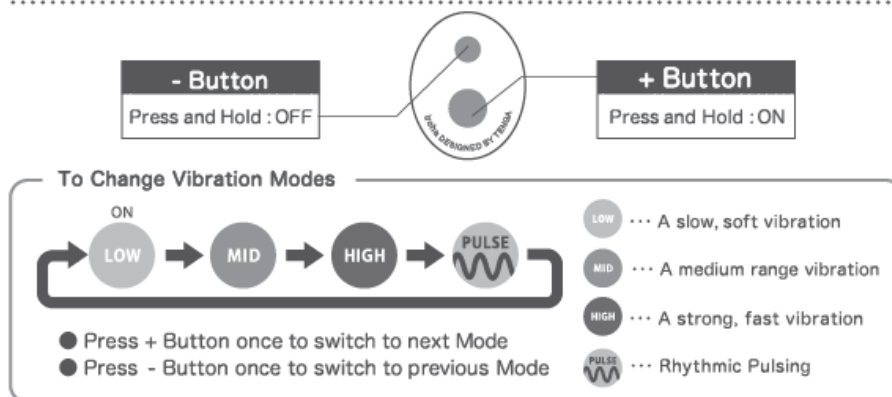 - Button
Press and Hold : OFF
+ Button
Press and Hold : ON
iroha DESIGNED BY TENGA
To Change Vibration Modes
ON
LOW
MID
HIGH
PULSE
● Press + Button once to switch to next Mode
● Press - Button once to switch to previous Mode
LOW ··· A slow, soft vibration
MID ··· A medium range vibration
HIGH ··· A strong, fast vibration
PULSE ··· Rhythmic Pulsing